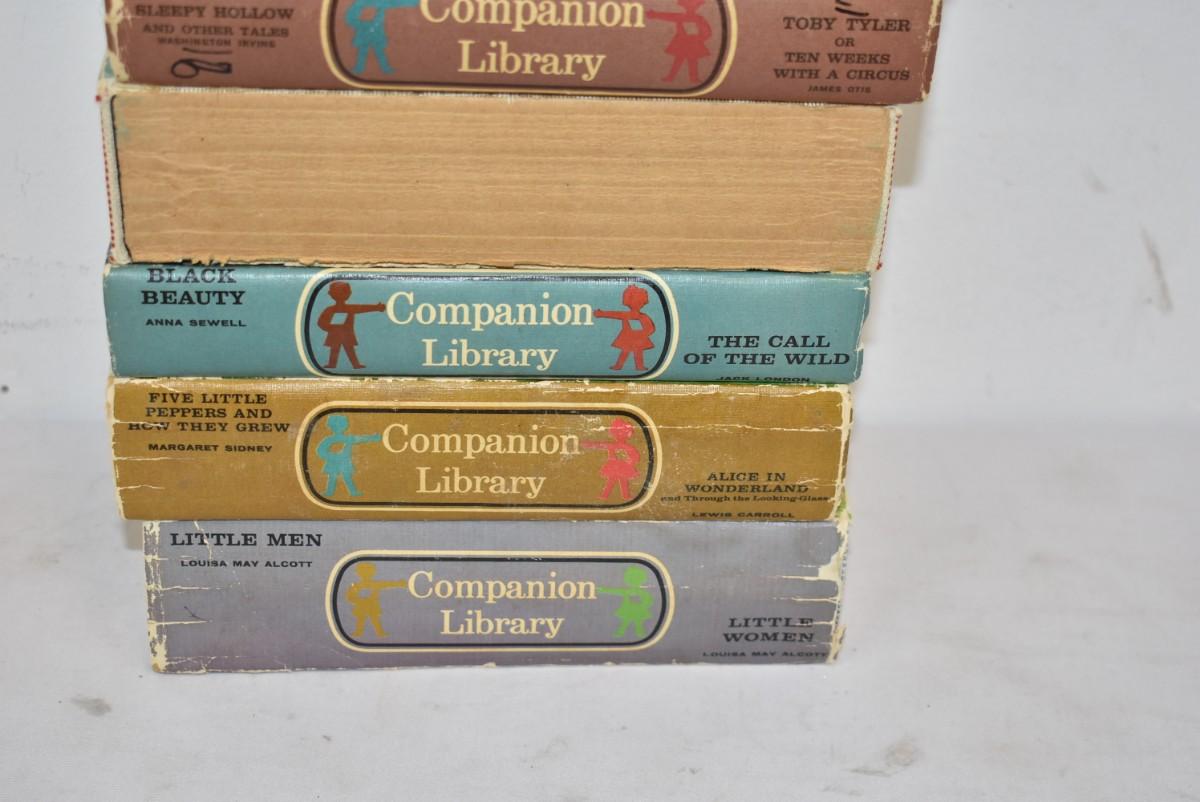 SLEEPY HOLLOW
AND OTHER TALES
WASHINGTON IRVING
Companion
Library
TOBY TYLER
OR
TEN WEEKS
WITH A CIRCUS
JAMES OTIS
BLACK
BEAUTY
ANNA SEWELL
Companion
Library
THE CALL
OF THE WILD
JACK LONDON
FIVE LITTLE
PEPPERS AND
HOW THEY GREW
MARGARET SIDNEY
Companion
Library
ALICE IN
WONDERLAND
and Through the Looking-Glass
LEWIS CARROLL
LITTLE MEN
LOUISA MAY ALCOTT
Companion
Library
LITTLE
WOMEN
LOUISA MAY ALCOTT